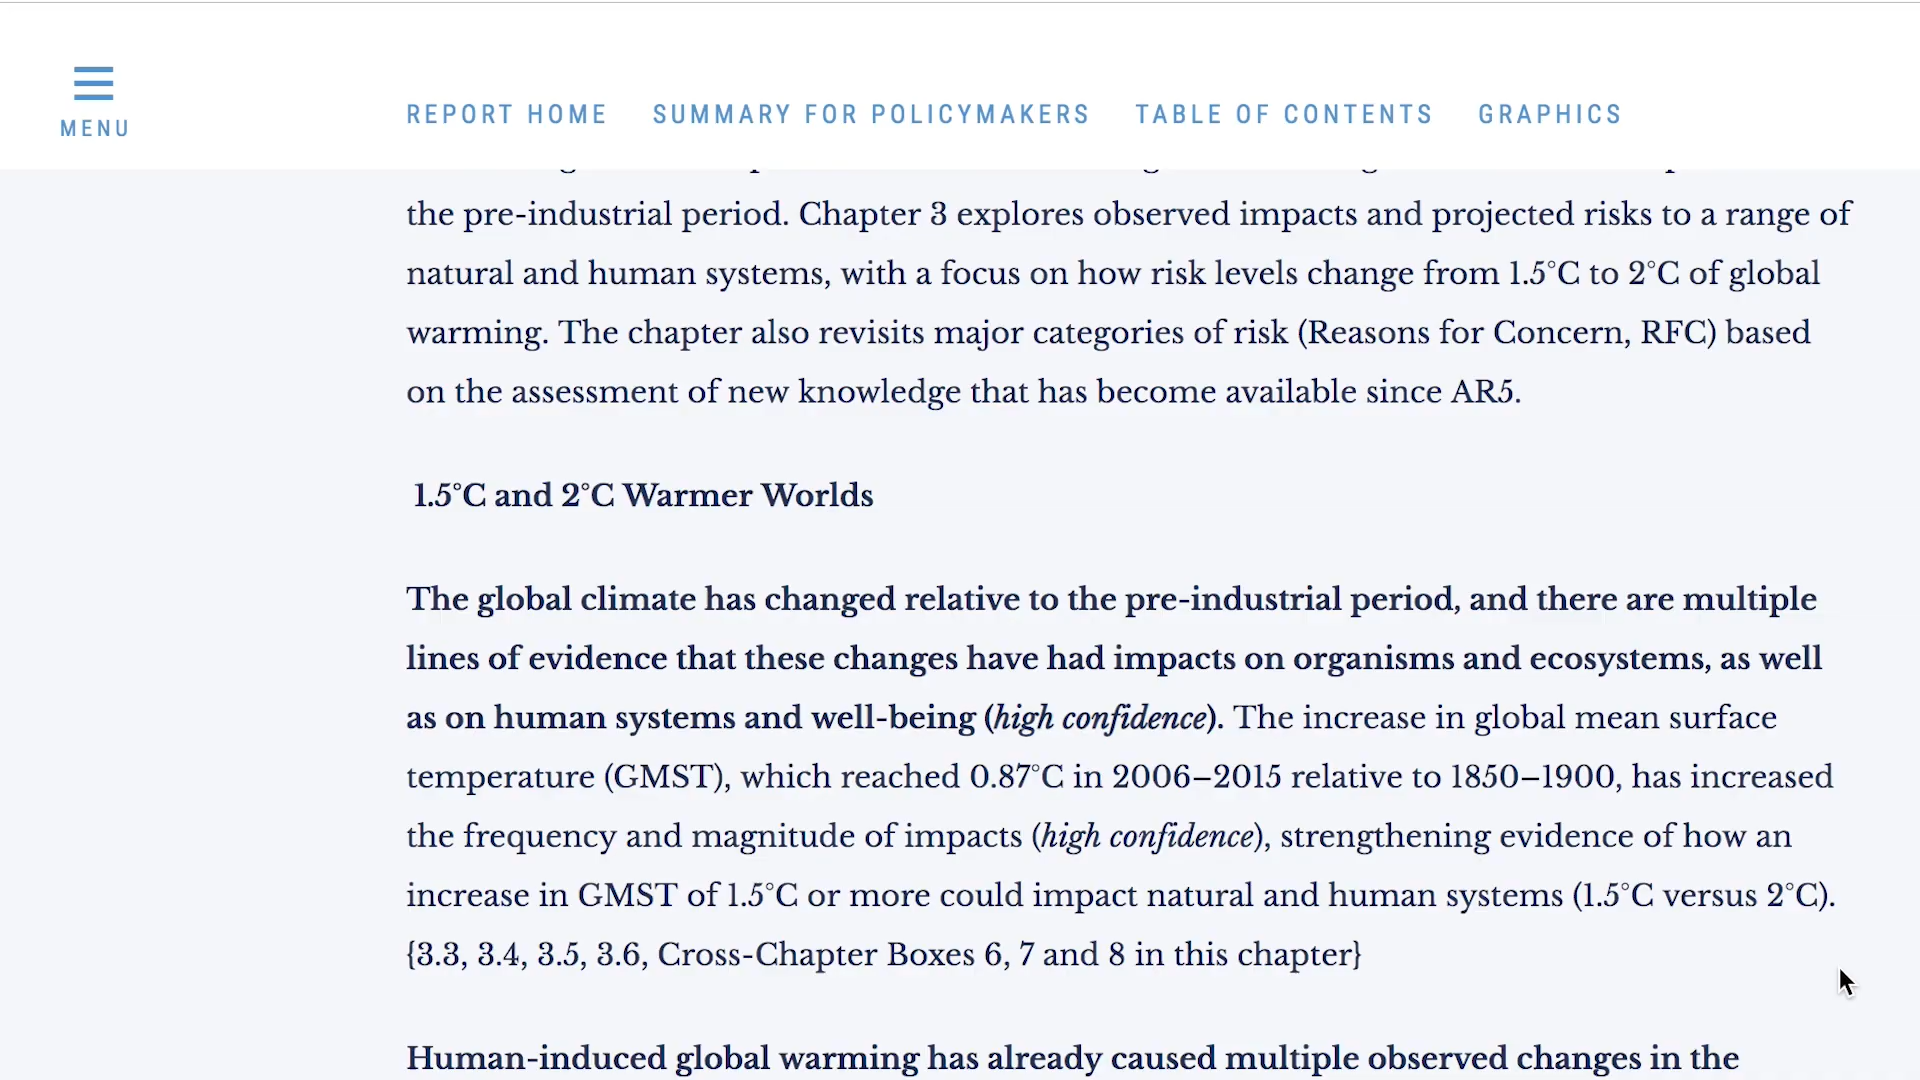 MENU
REPORT HOME SUMMARY FOR POLICYMAKERS TABLE OF CONTENTS GRAPHICS
the pre-industrial period. Chapter 3 explores observed impacts and projected risks to a range of
natural and human systems, with a focus on how risk levels change from 1.5°C to 2°C of global
warming. The chapter also revisits major categories of risk (Reasons for Concern, RFC) based
on the assessment of new knowledge that has become available since AR5.
1.5°C and 2°C Warmer Worlds
The global climate has changed relative to the pre-industrial period, and there are multiple
lines of evidence that these changes have had impacts on organisms and ecosystems, as well
as on human systems and well-being (high confidence). The increase in global mean surface
temperature (GMST), which reached 0.87°C in 2006–2015 relative to 1850–1900, has increased
the frequency and magnitude of impacts (high confidence), strengthening evidence of how an
increase in GMST of 1.5°C or more could impact natural and human systems (1.5°C versus 2°C).
{3.3, 3.4, 3.5, 3.6, Cross-Chapter Boxes 6, 7 and 8 in this chapter}
Human-induced global warming has already caused multiple observed changes in the